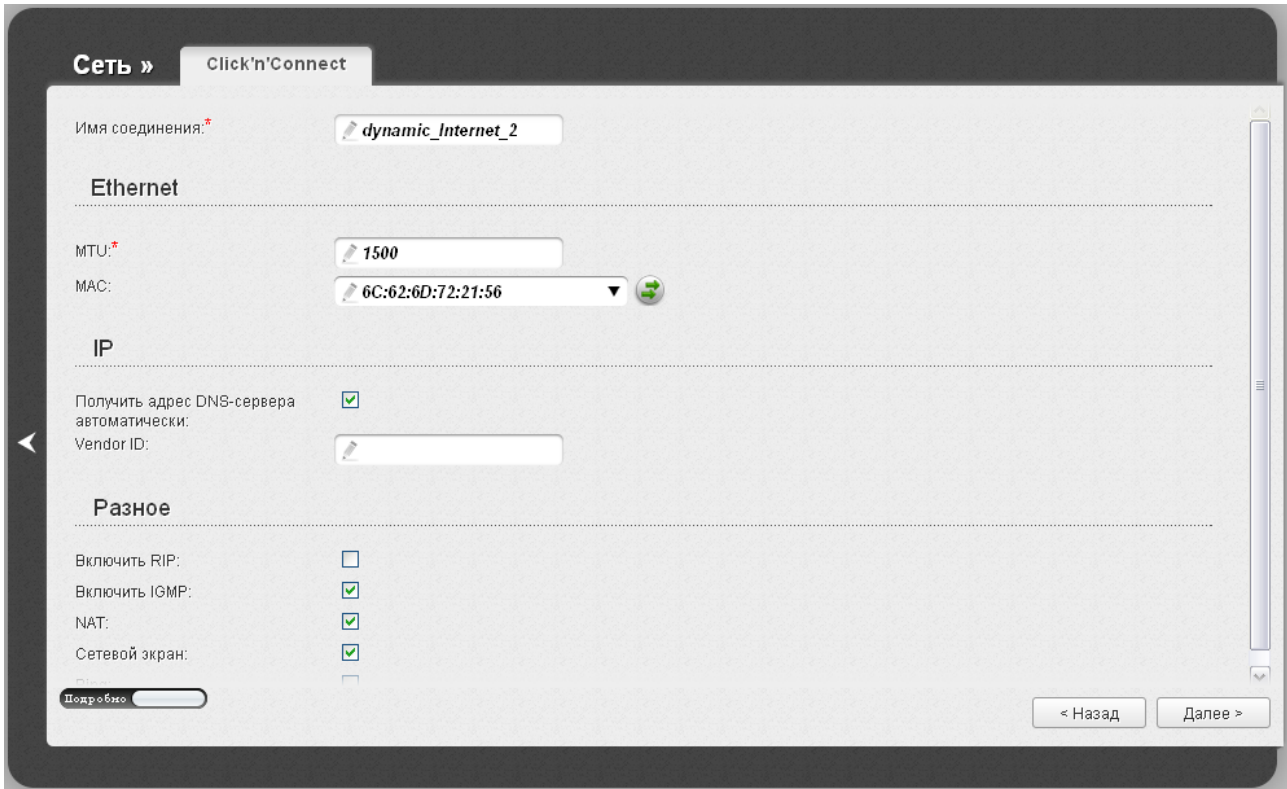 Сеть »
Click'n'Connect
Имя соединения:*
dynamic_Internet_2
Ethernet
MTU:*
1500
MAC:
6C:62:6D:72:21:56
IP
Получить адрес DNS-сервера
автоматически:
Vendor ID:
Разное
Включить RIP:
Включить IGMP:
NAT:
Сетевой экран:
Ping:
Подробно
< Назад
Далее >